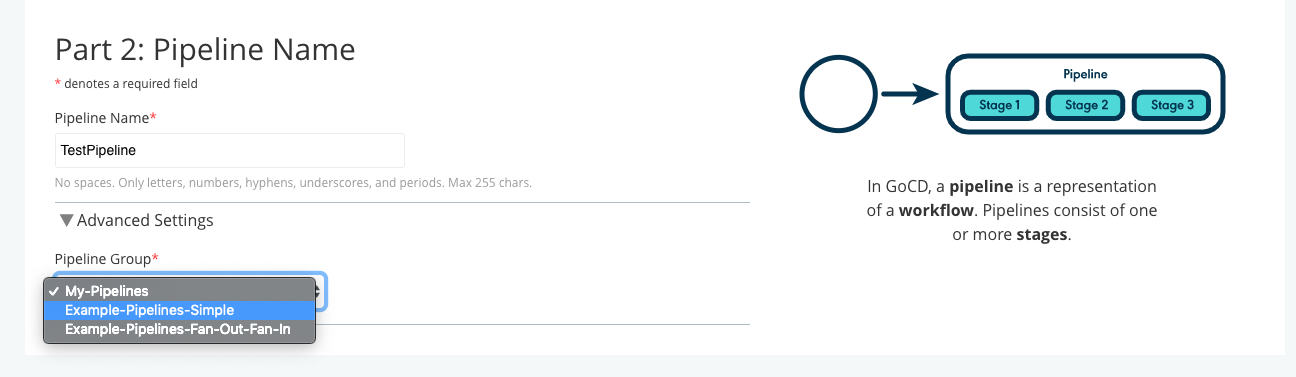 Part 2: Pipeline Name
* denotes a required field
Pipeline Name*
TestPipeline
No spaces. Only letters, numbers, hyphens, underscores, and periods. Max 255 chars.
▼ Advanced Settings
Pipeline Group*
✓ My-Pipelines
Example-Pipelines-Simple
Example-Pipelines-Fan-Out-Fan-In
Pipeline
Stage 1 Stage 2 Stage 3
In GoCD, a pipeline is a representation
of a workflow. Pipelines consist of one
or more stages.